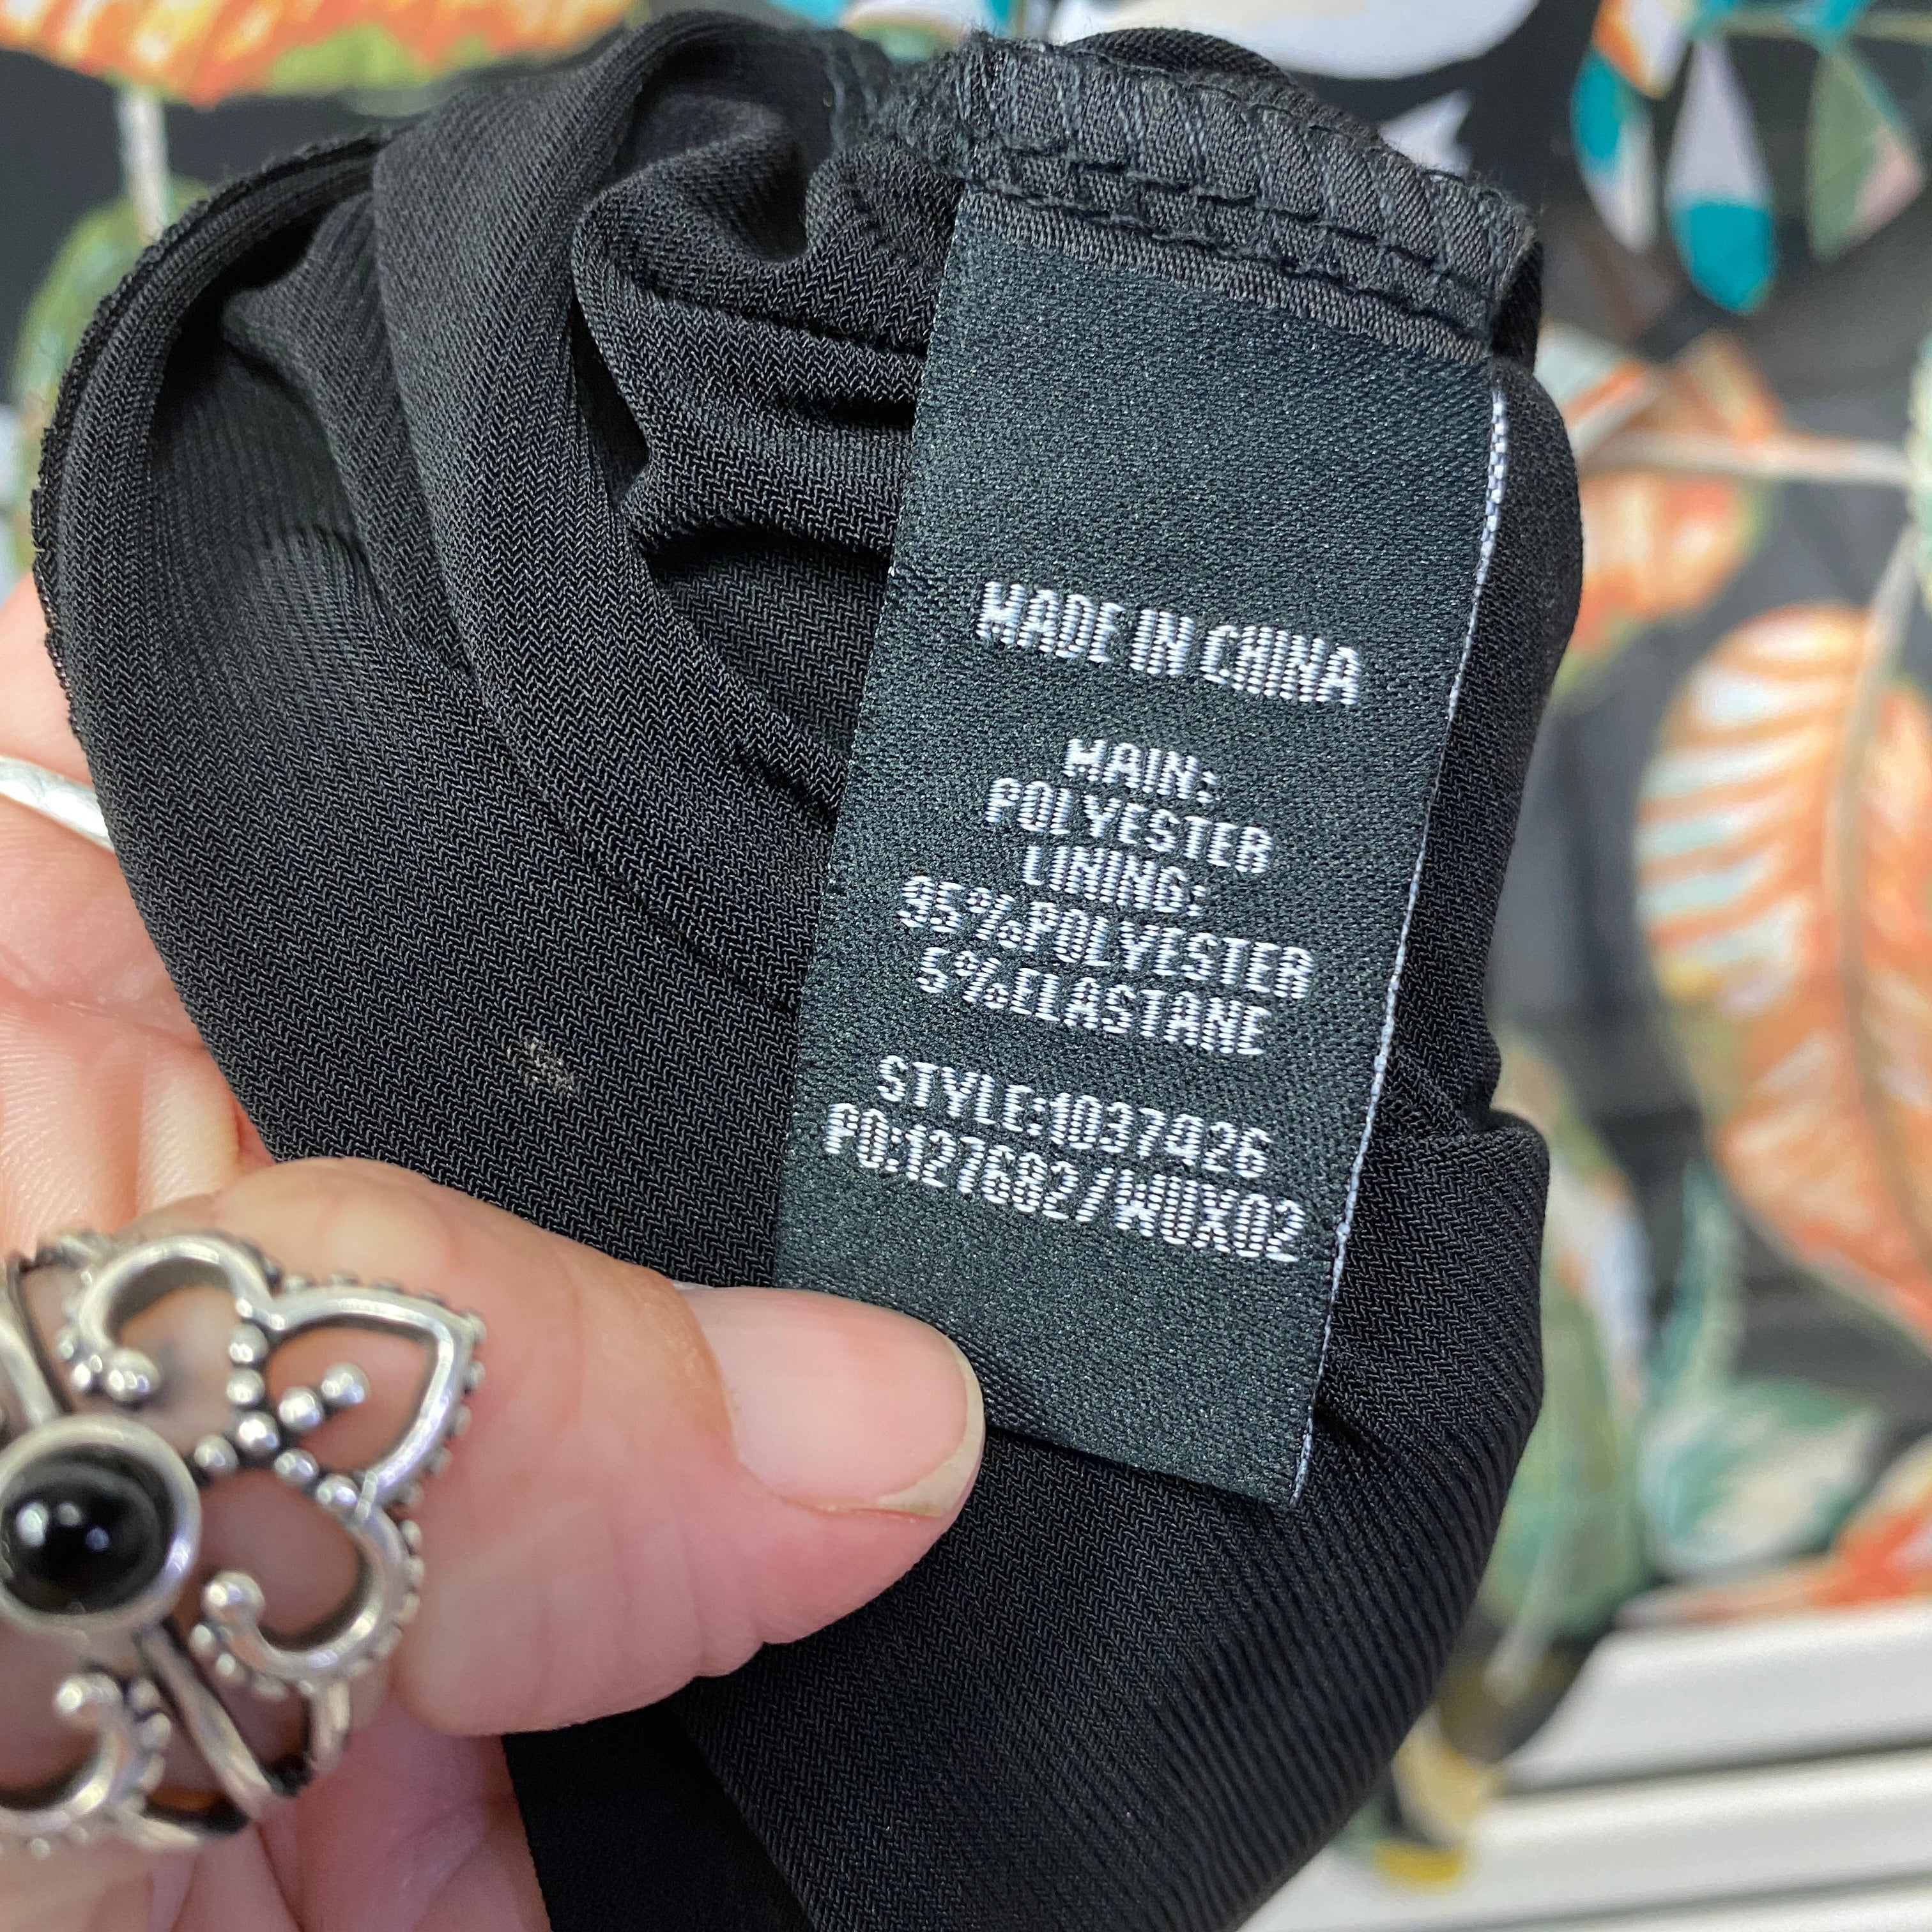 MADE IN CHINA
MAIN:
POLYESTER
LINING:
95%POLYESTER
5%ELASTANE
STYLE:1037426
PO:127682/WUX02